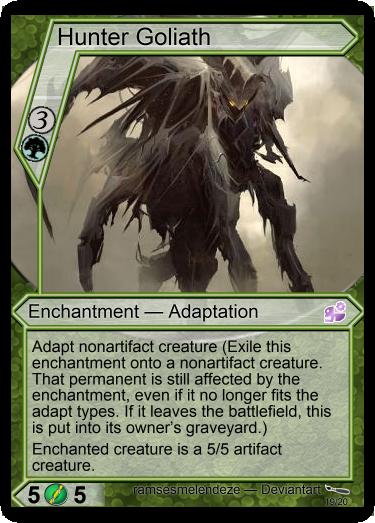 Hunter Goliath
3
Enchantment — Adaptation
Adapt nonartifact creature (Exile this
enchantment onto a nonartifact creature.
That permanent is still affected by the
enchantment, even if it no longer fits the
adapt types. If it leaves the battlefield, this
is put into its owner's graveyard.)
Enchanted creature is a 5/5 artifact
creature.
5 5
ramsesmelendeze — Deviantart
19/20